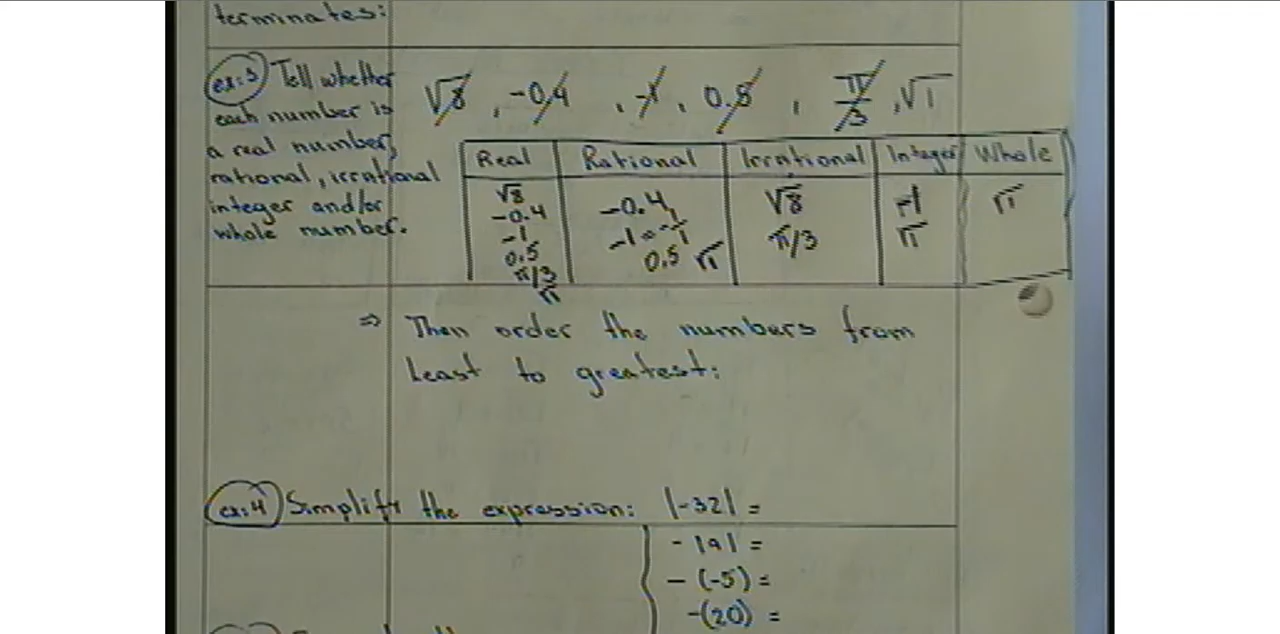 terminates:
ex:3 Tell whether
each number is
a real number,
rational, irrational
integer and/or
whole number.
√8 , -0.4 , -1 , 0.5 , π/3 , √1
Real Rational Irrational Integer Whole
√8 -0.4 √8 -1 √1
-0.4 -1 π/3 √1
-1 0.5 √1
0.5
π/3
√1
⇒ Then order the numbers from
least to greatest:
ex:4 Simplify the expression: |-32| =
-|9| =
- (-5) =
-(20) =